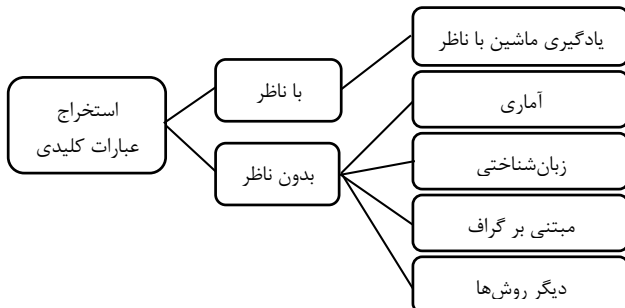 استخراج
عبارات کلیدی
با ناظر
بدون ناظر
یادگیری ماشین با ناظر
آماری
زبان‌شناختی
مبتنی بر گراف
دیگر روش‌ها